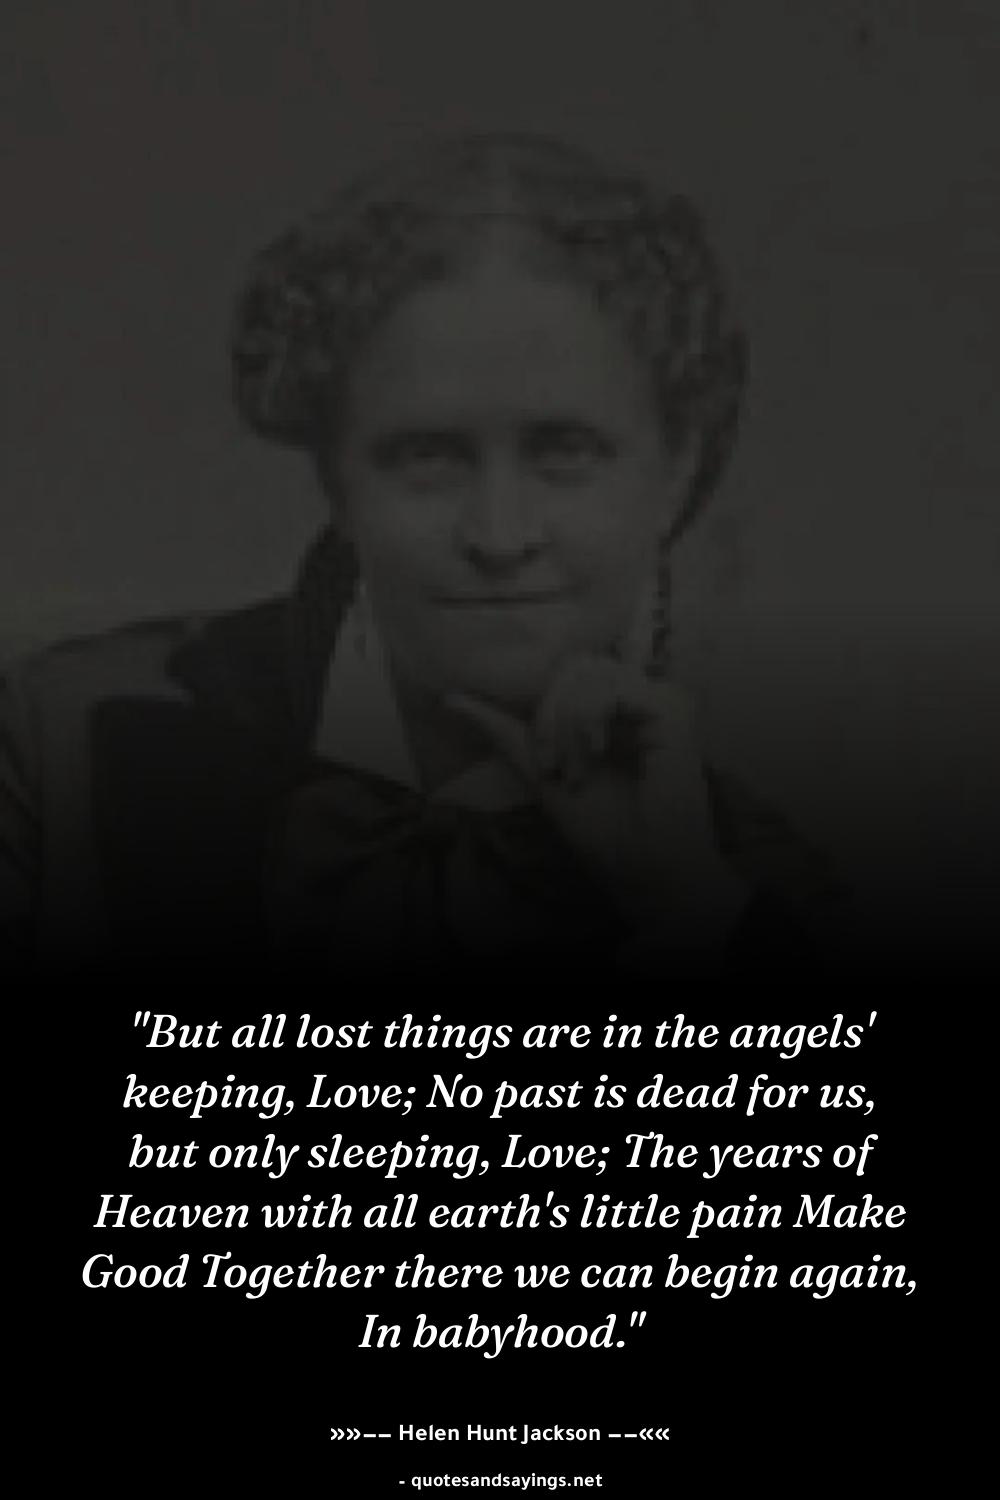 "But all lost things are in the angels'
keeping, Love; No past is dead for us,
but only sleeping, Love; The years of
Heaven with all earth's little pain Make
Good Together there we can begin again,
In babyhood."
»»−− Helen Hunt Jackson −−««
- quotesandsayings.net